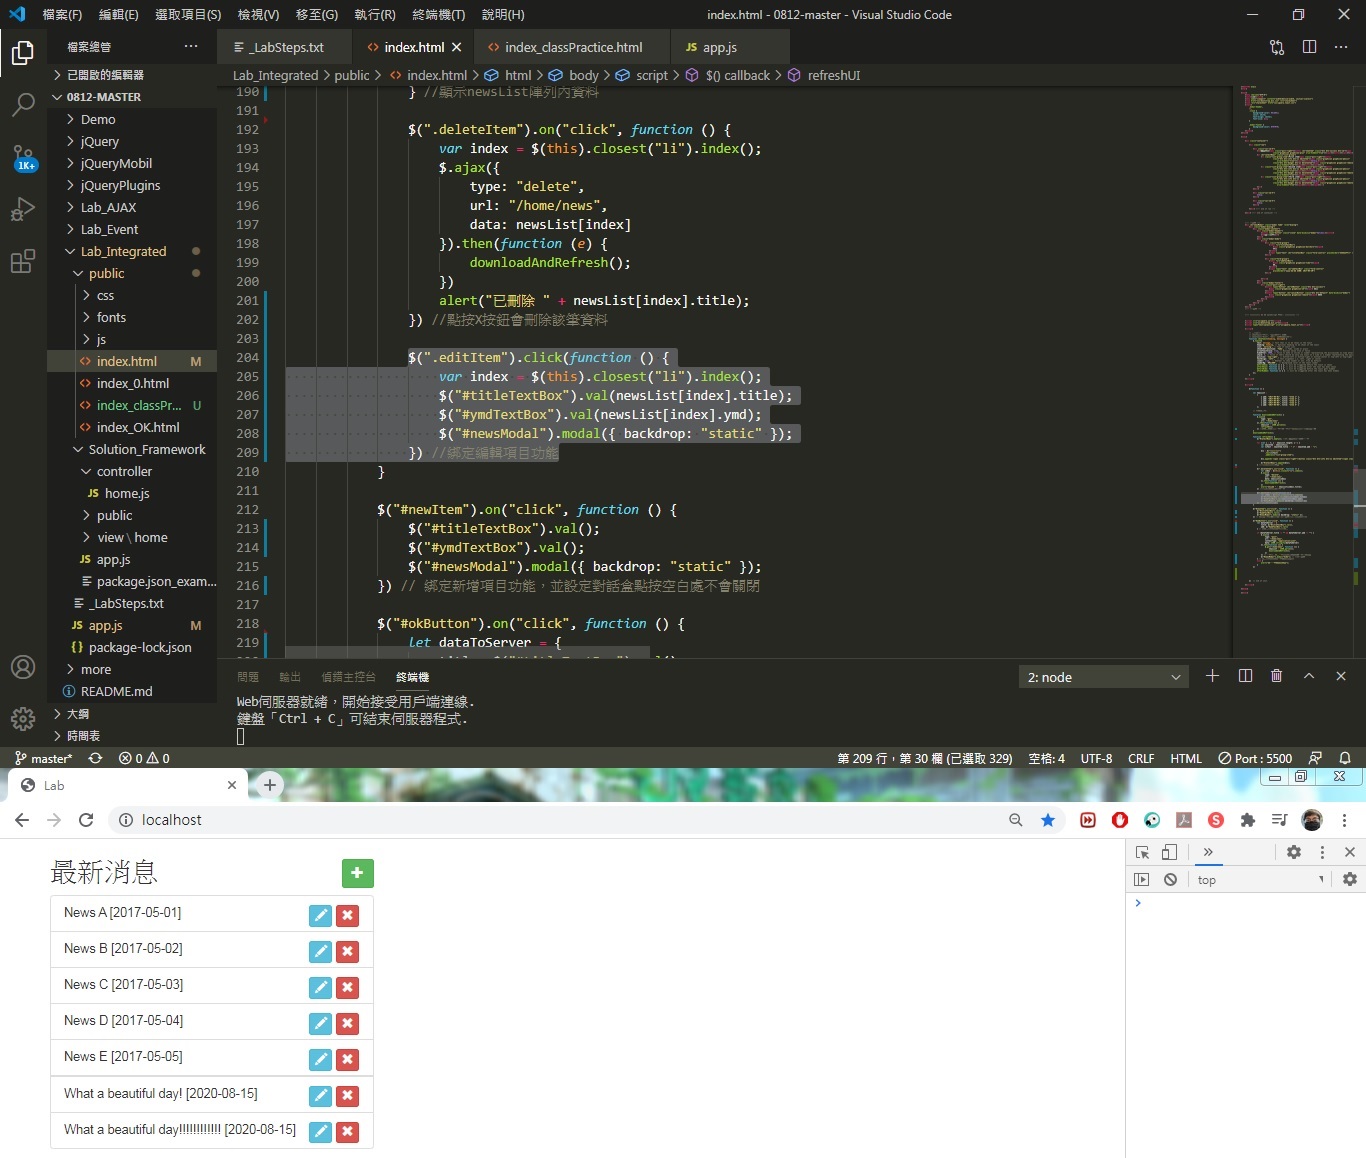 檔案(F) 編輯(E) 選取項目(S) 檢視(V) 移至(G) 執行(R) 終端機(T) 說明(H) index.html - 0812-master - Visual Studio Code
檔案總管 ···
_LabSteps.txt index.html index_classPractice.html JS app.js
Lab_Integrated > public > index.html > html > body > script > $() callback > refreshUI
已開啟的編輯器
0812-MASTER
Demo
jQuery
jQueryMobil
jQueryPlugins
Lab_AJAX
Lab_Event
Lab_Integrated
public
css
fonts
js
index.html M
index_0.html
index_classPr... U
index_OK.html
Solution_Framework
controller
JS home.js
public
view \ home
JS app.js
package.json_exam...
_LabSteps.txt
JS app.js M
{} package-lock.json
more
README.md
大綱
時間表
1K+
190 } //顯示newsList陣列內資料
191
192 $(".deleteItem").on("click", function () {
193 var index = $(this).closest("li").index();
194 $.ajax({
195 type: "delete",
196 url: "/home/news",
197 data: newsList[index]
198 }).then(function (e) {
199 downloadAndRefresh();
200 })
201 alert("已刪除 " + newsList[index].title);
202 }) //點按X按鈕會刪除該筆資料
203
204 $(".editItem").click(function () {
205 var index = $(this).closest("li").index();
206 $("#titleTextBox").val(newsList[index].title);
207 $("#ymdTextBox").val(newsList[index].ymd);
208 $("#newsModal").modal({ backdrop: "static" });
209 }) //綁定編輯項目功能
210 }
211
212 $("#newItem").on("click", function () {
213 $("#titleTextBox").val();
214 $("#ymdTextBox").val();
215 $("#newsModal").modal({ backdrop: "static" });
216 }) // 綁定新增項目功能，並設定對話盒點按空白處不會關閉
217
218 $("#okButton").on("click", function () {
219 let dataToServer = {
問題 輸出 偵錯主控台 終端機 2: node
Web伺服器就緒，開始接受用戶端連線.
鍵盤「Ctrl + C」可結束伺服器程式.
master* 0 0 第 209 行，第 30 欄 (已選取 329) 空格: 4 UTF-8 CRLF HTML Port : 5500
Lab
localhost
最新消息
News A [2017-05-01]
News B [2017-05-02]
News C [2017-05-03]
News D [2017-05-04]
News E [2017-05-05]
What a beautiful day! [2020-08-15]
What a beautiful day!!!!!!!!!!!! [2020-08-15]
top